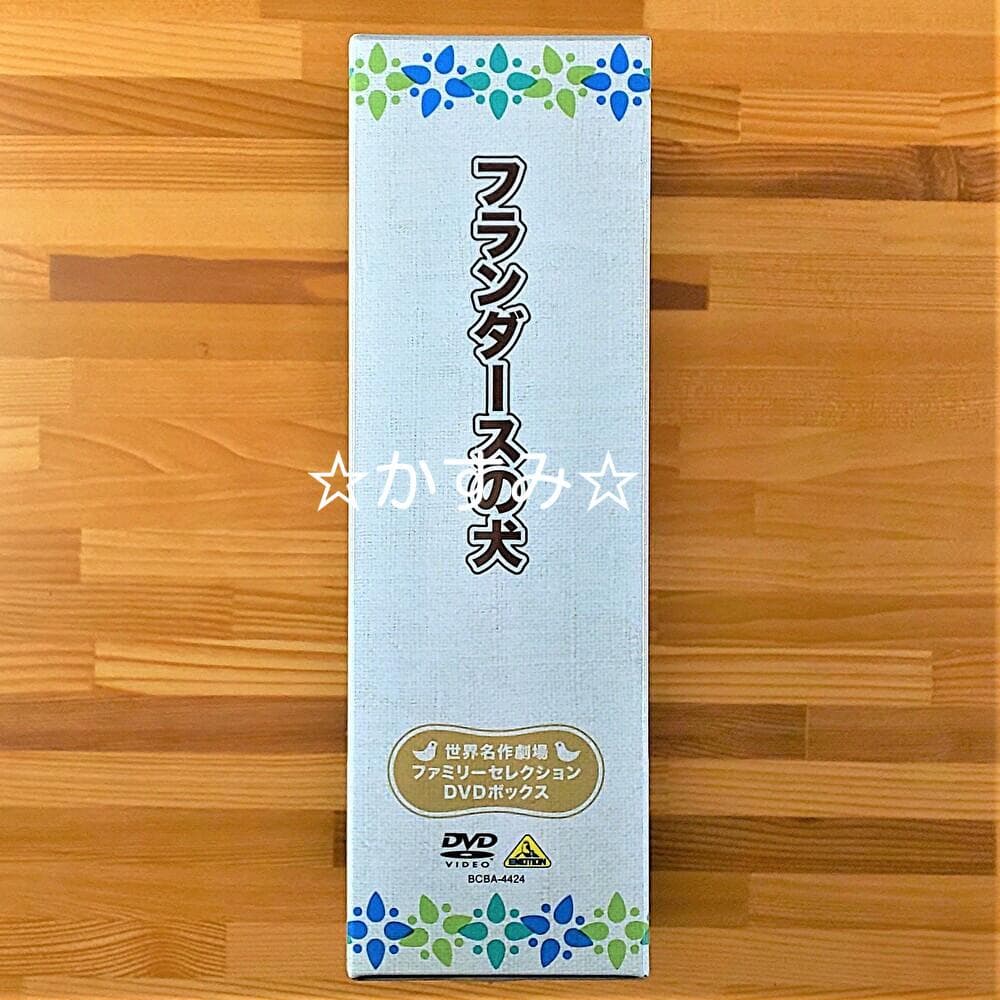 フランダースの犬
☆かすみ☆
世界名作劇場
ファミリーセレクション
DVDボックス
DVD
VIDEO
EMOTION
BCBA-4424